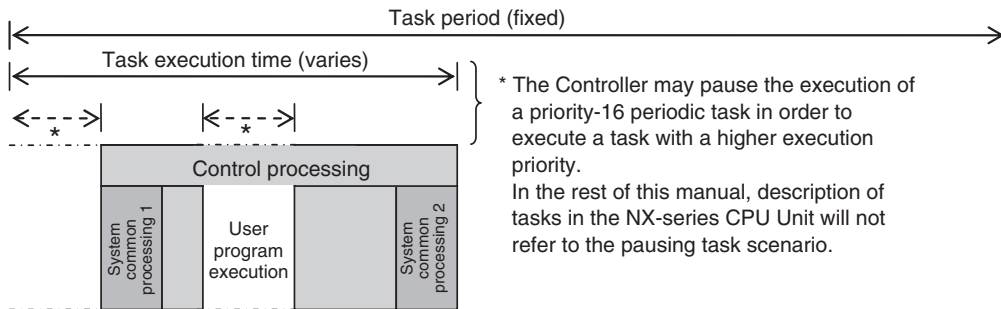 Task period (fixed)
Task execution time (varies)
*
*
* The Controller may pause the execution of
a priority-16 periodic task in order to
execute a task with a higher execution
priority.
In the rest of this manual, description of
tasks in the NX-series CPU Unit will not
refer to the pausing task scenario.
Control processing
System
common
processing 1
User
program
execution
System
common
processing 2